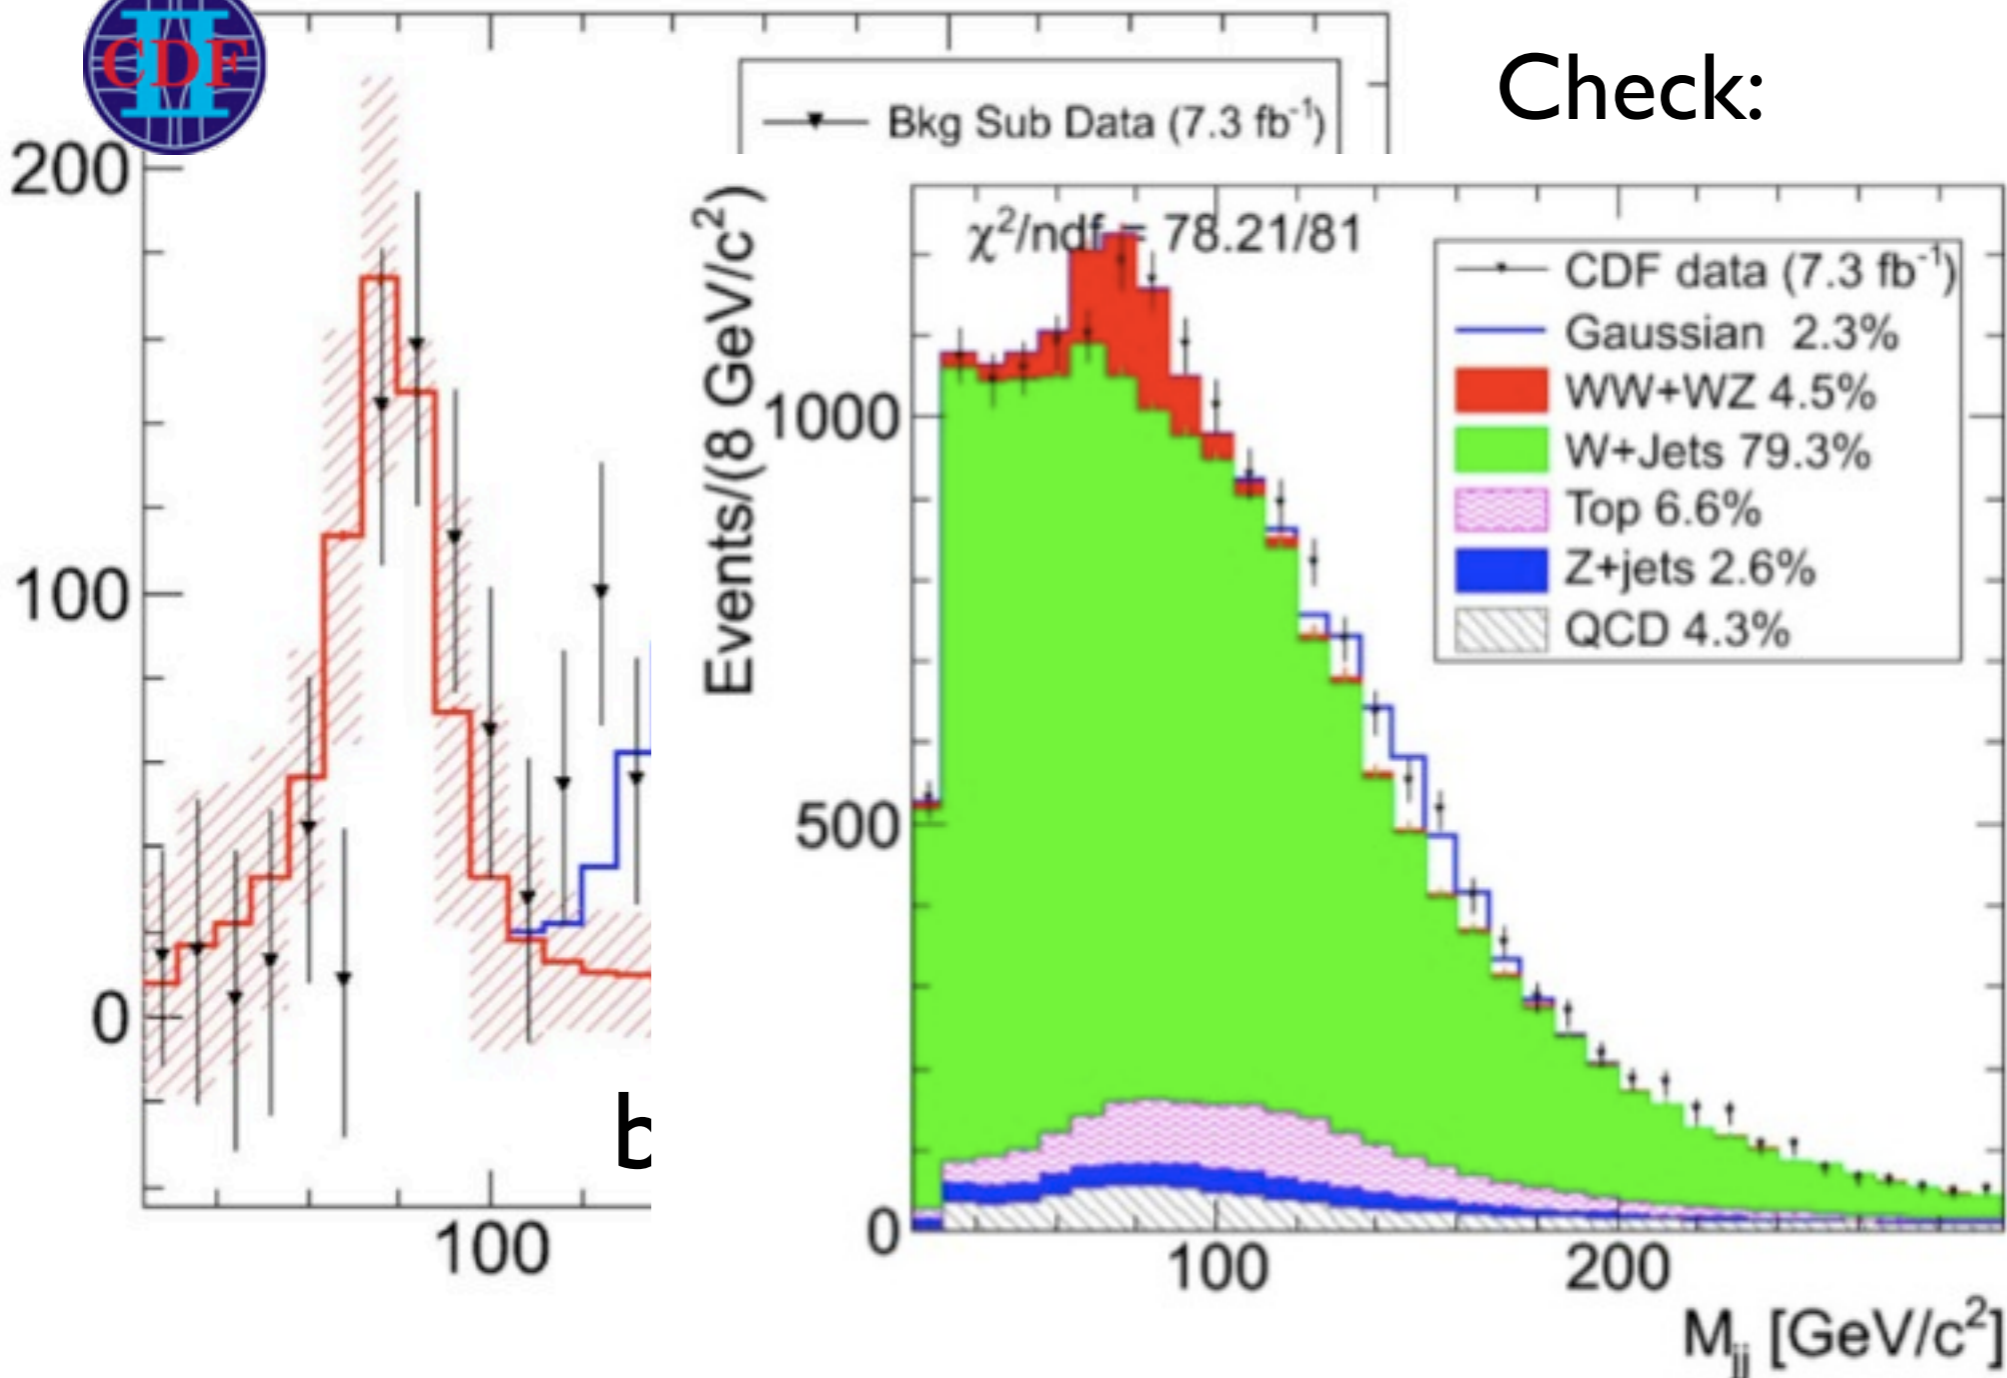 II
CDF
Check:
Bkg Sub Data (7.3 fb⁻¹)
200
100
0
100
b
Events/(8 GeV/c²)
χ²/ndf = 78.21/81
CDF data (7.3 fb⁻¹)
Gaussian 2.3%
WW+WZ 4.5%
W+Jets 79.3%
Top 6.6%
Z+jets 2.6%
QCD 4.3%
1000
500
0
100
200
Mjj [GeV/c²]